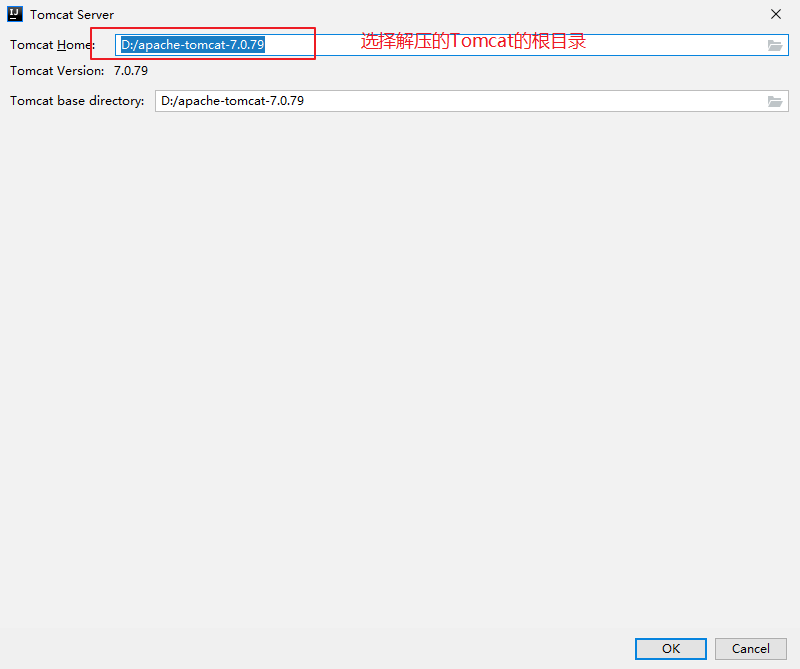 Tomcat Server
Tomcat Home: D:/apache-tomcat-7.0.79 选择解压的Tomcat的根目录
Tomcat Version: 7.0.79
Tomcat base directory: D:/apache-tomcat-7.0.79
OK Cancel